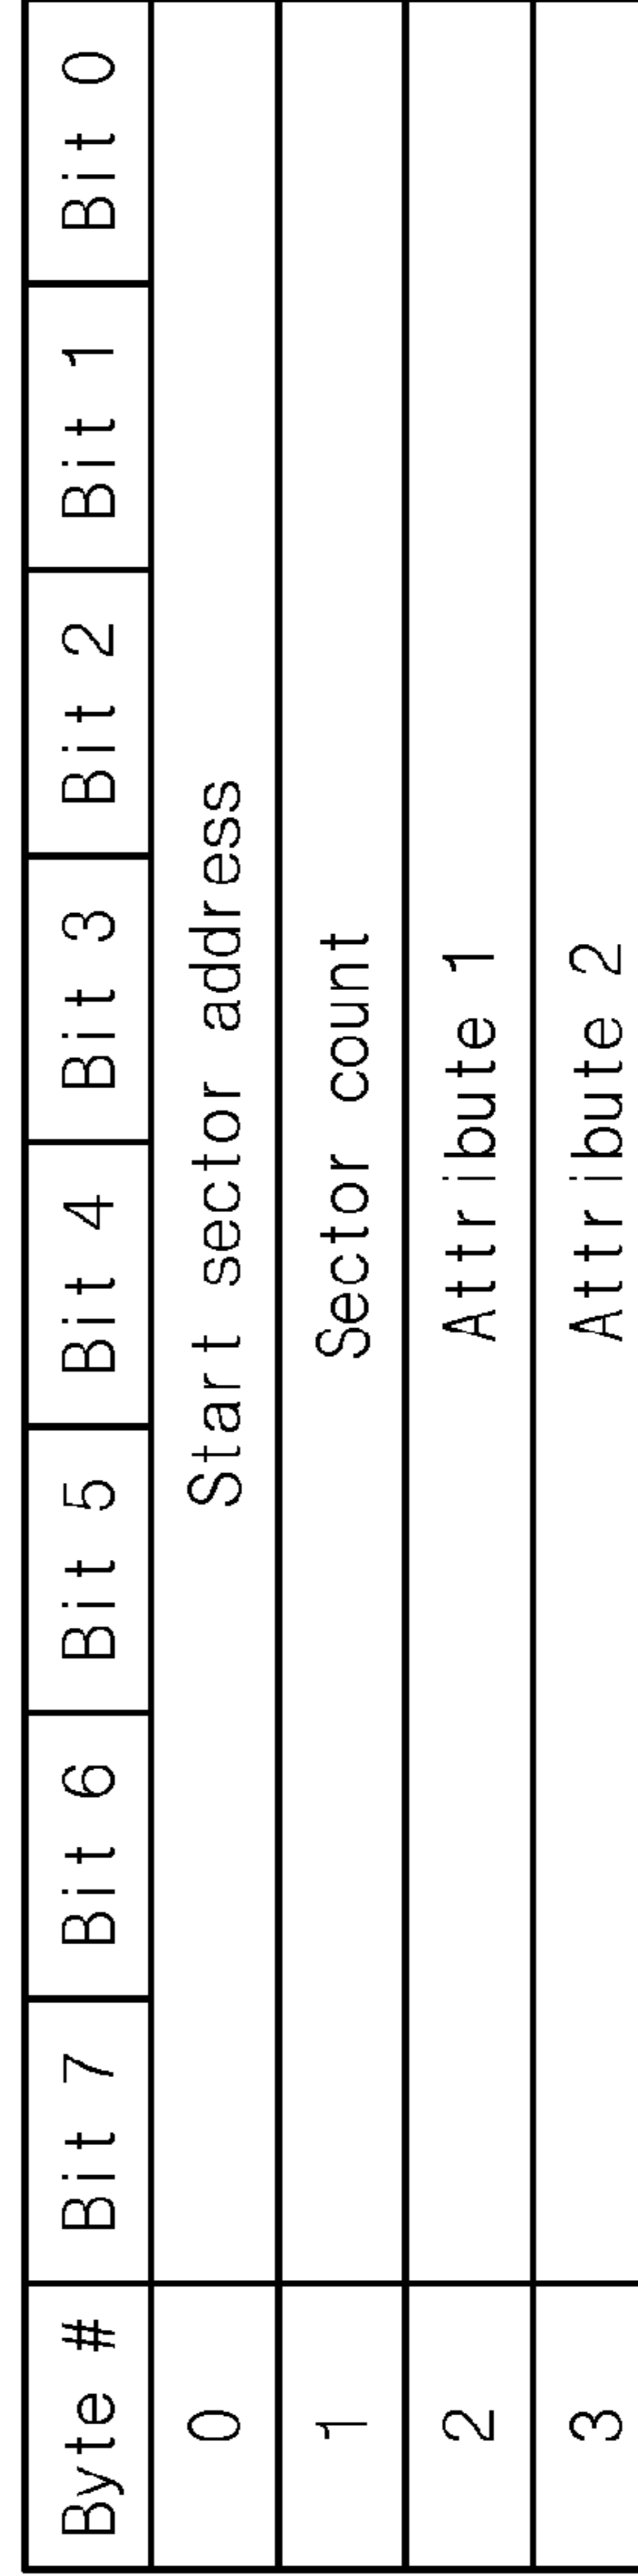 Byte # Bit 7 Bit 6 Bit 5 Bit 4 Bit 3 Bit 2 Bit 1 Bit 0
0 Start sector address
1 Sector count
2 Attribute 1
3 Attribute 2